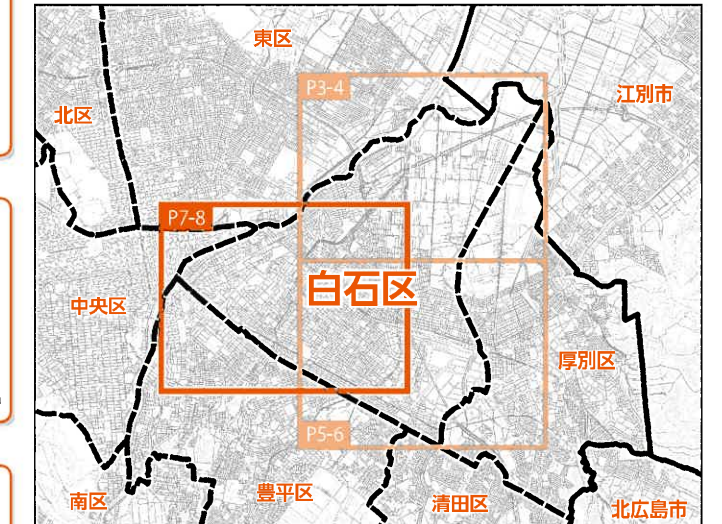 東区
P3-4
江別市
北区
P7-8
白石区
中央区
厚別区
P5-6
南区
豊平区
清田区
北広島市